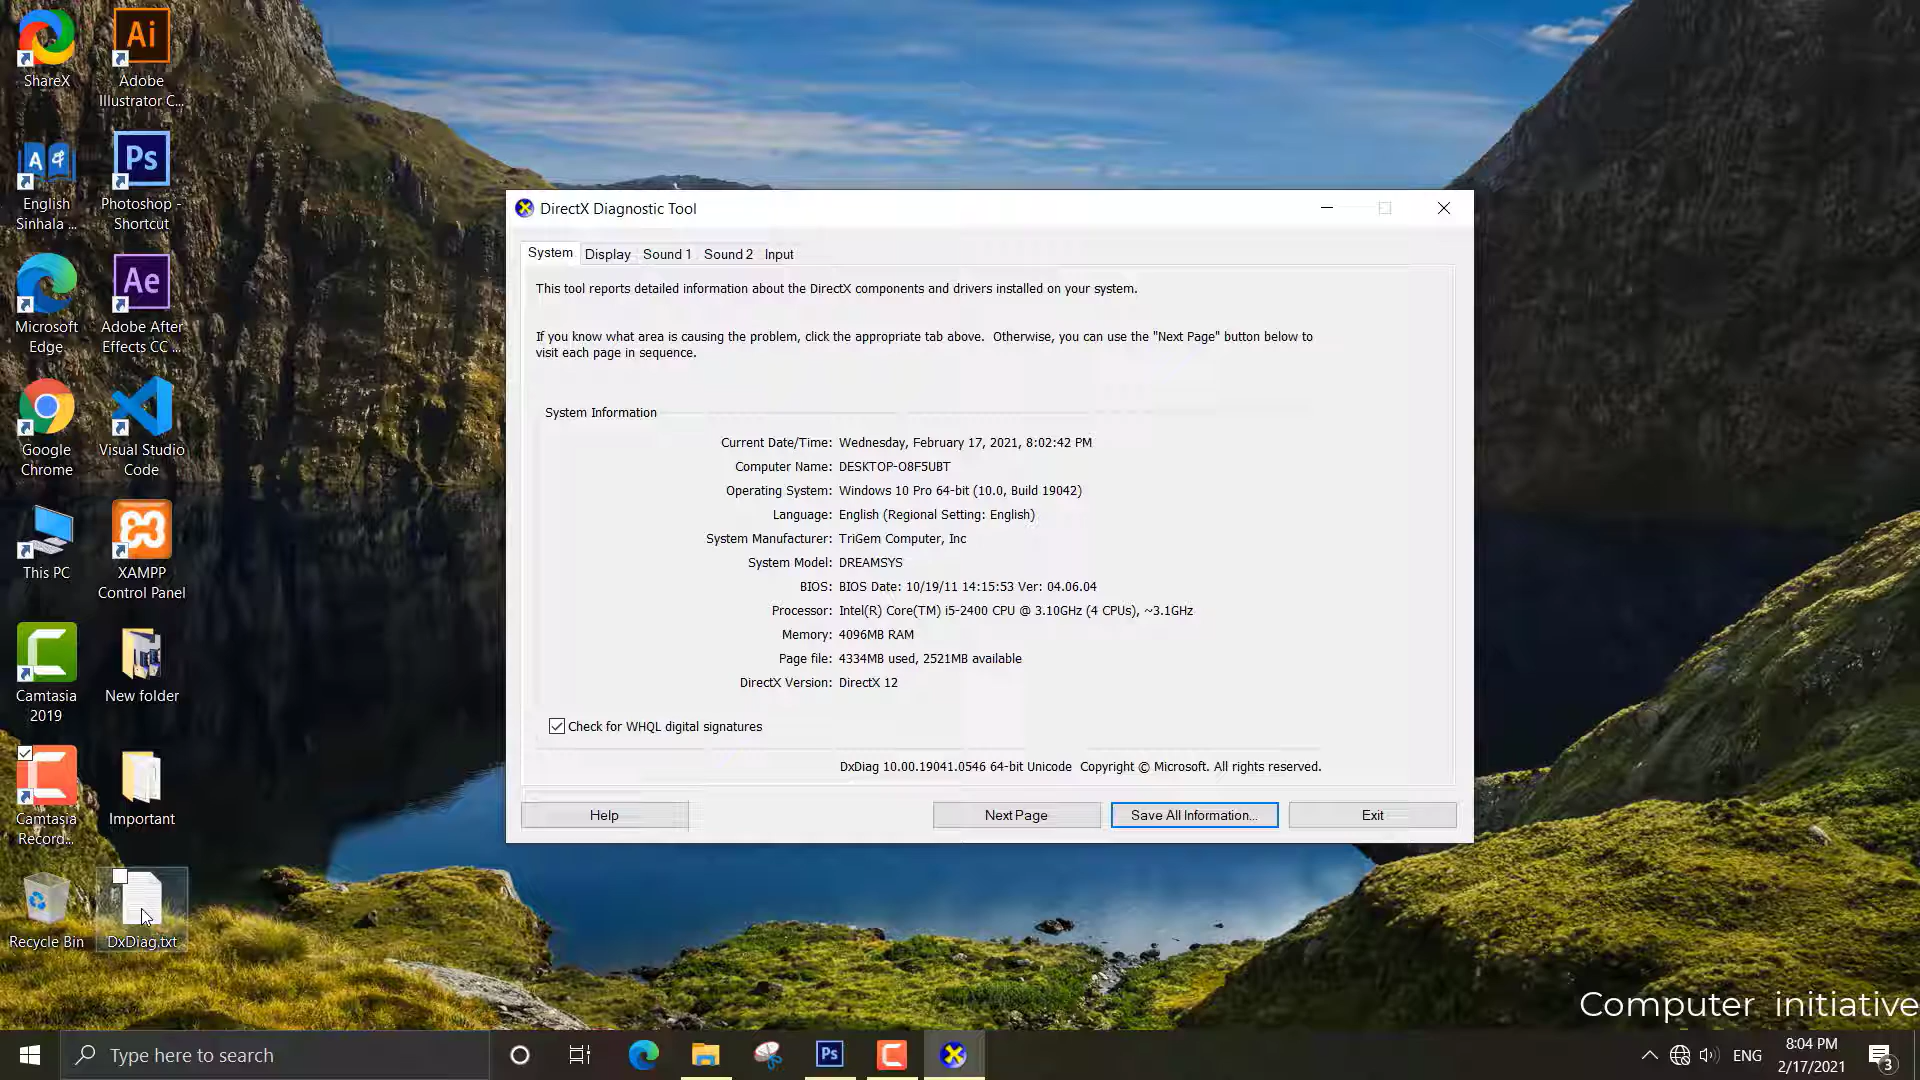 ShareX
Adobe
Illustrator C...
English
Sinhala ...
Photoshop -
Shortcut
Microsoft
Edge
Adobe After
Effects CC ...
Google
Chrome
Visual Studio
Code
This PC
XAMPP
Control Panel
Camtasia
2019
New folder
Camtasia
Record...
Important
Recycle Bin
DxDiag.txt
Ai
Ps
Ae
DirectX Diagnostic Tool
System
Display
Sound 1
Sound 2
Input
This tool reports detailed information about the DirectX components and drivers installed on your system.
If you know what area is causing the problem, click the appropriate tab above.  Otherwise, you can use the "Next Page" button below to
visit each page in sequence.
System Information
Current Date/Time: Wednesday, February 17, 2021, 8:02:42 PM
Computer Name: DESKTOP-O8F5UBT
Operating System: Windows 10 Pro 64-bit (10.0, Build 19042)
Language: English (Regional Setting: English)
System Manufacturer: TriGem Computer, Inc
System Model: DREAMSYS
BIOS: BIOS Date: 10/19/11 14:15:53 Ver: 04.06.04
Processor: Intel(R) Core(TM) i5-2400 CPU @ 3.10GHz (4 CPUs), ~3.1GHz
Memory: 4096MB RAM
Page file: 4334MB used, 2521MB available
DirectX Version: DirectX 12
Check for WHQL digital signatures
DxDiag 10.00.19041.0546 64-bit Unicode  Copyright © Microsoft. All rights reserved.
Help
Next Page
Save All Information...
Exit
Computer initiative
Type here to search
Ps
ENG
8:04 PM
2/17/2021
3